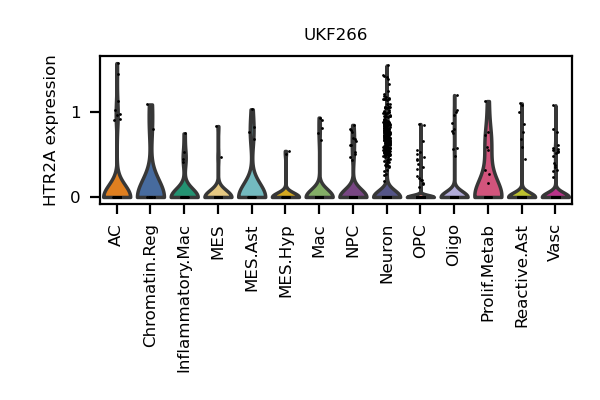 UKF266
HTR2A expression
1
0
AC
Chromatin.Reg
Inflammatory.Mac
MES
MES.Ast
MES.Hyp
Mac
NPC
Neuron
OPC
Oligo
Prolif.Metab
Reactive.Ast
Vasc